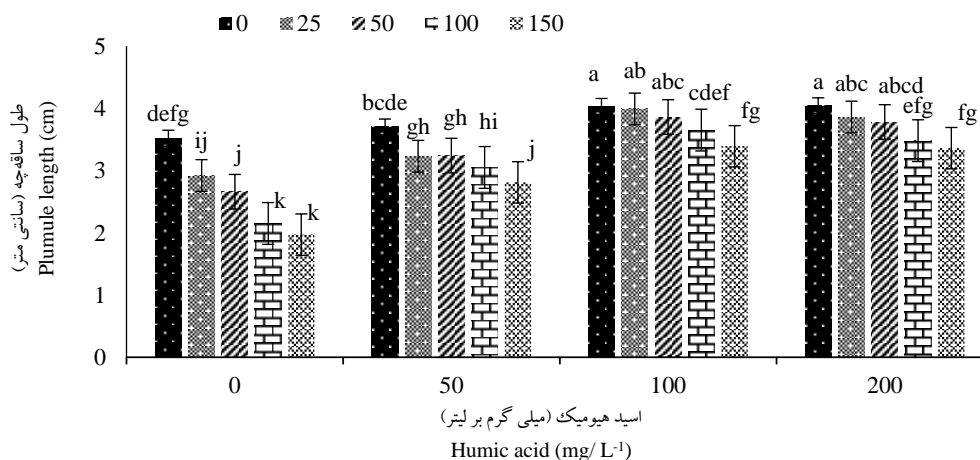 0 25 50 100 150
طول ساقه‌چه (سانتی متر)
Plumule length (cm)
5
4
3
2
1
0
defg ij j k k
bcde gh gh hi j
a ab abc cdef fg
a abc abcd efg fg
0 50 100 200
اسید هیومیک (میلی گرم بر لیتر)
Humic acid (mg/ L-1)